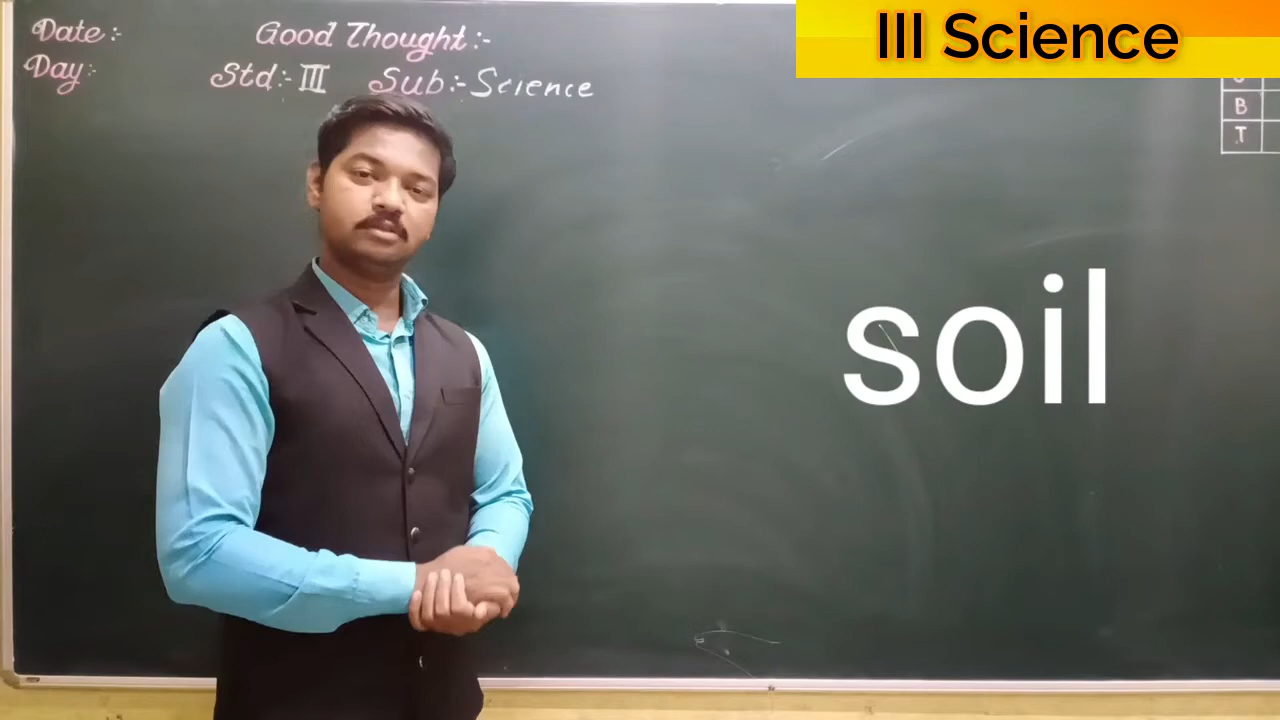 Date:- Good Thought:-
Day:- Std:-III Sub:-Science
III Science
B
T
soil